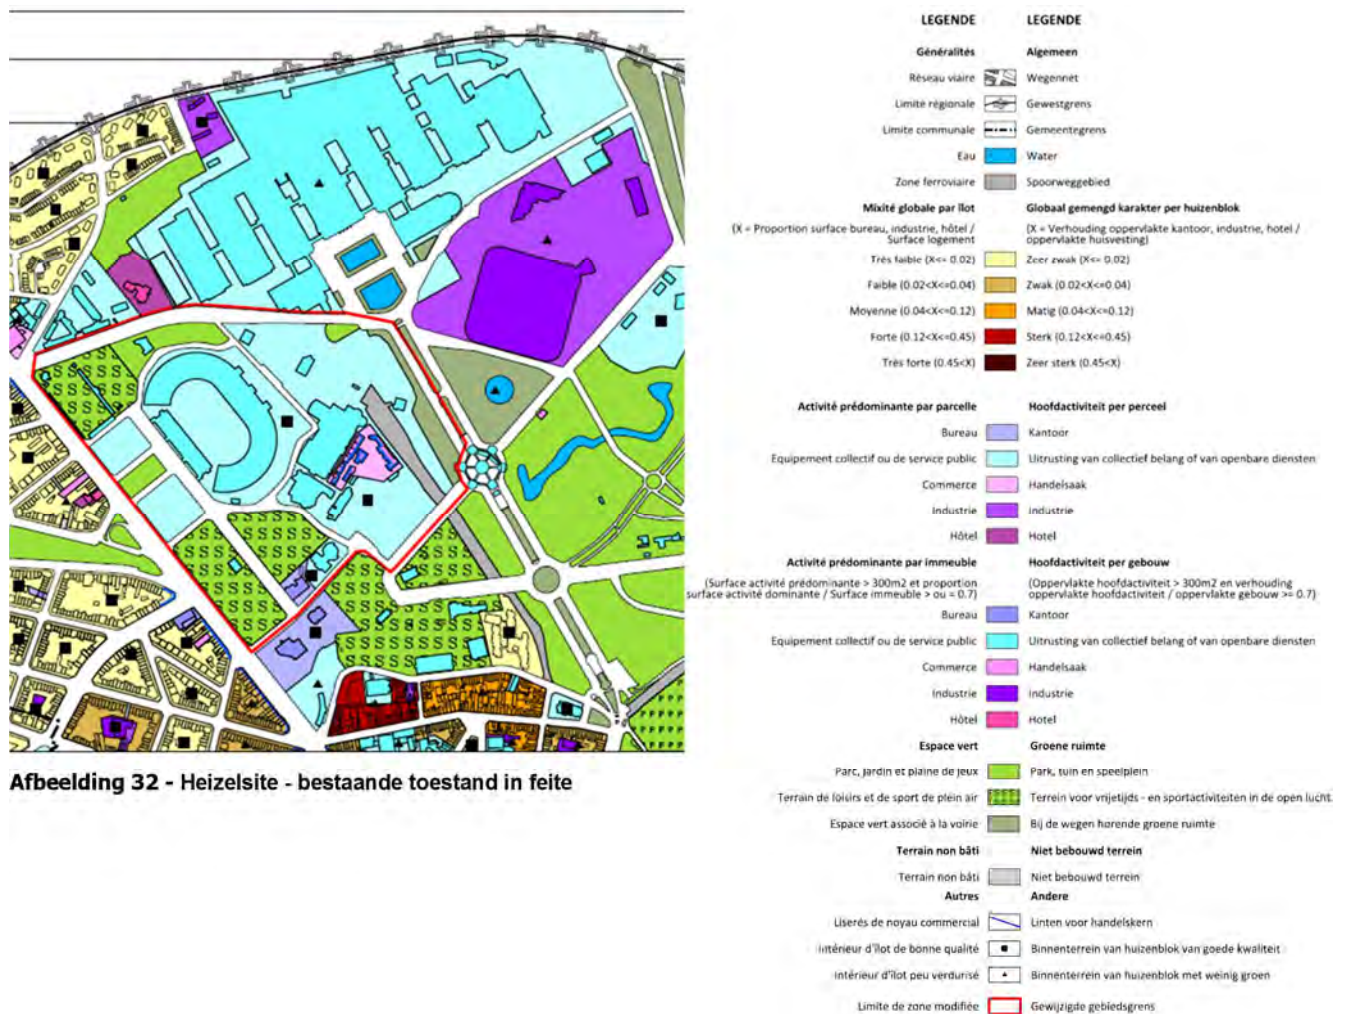 LEGENDE LEGENDE
Généralités Algemeen
Réseau viaire Wegennet
Limite régionale Gewestgrens
Limite communale Gemeentegrens
Eau Water
Zone ferroviaire Spoorweggebied
Mixité globale par îlot Globaal gemengd karakter per huizenblok
(X = Proportion surface bureau, industrie, hôtel / (X = Verhouding oppervlakte kantoor, industrie, hotel /
Surface logement oppervlakte huisvesting)
Très faible (X<= 0.02) Zeer zwak (X<= 0.02)
Faible (0.02<X<=0.04) Zwak (0.02<X<=0.04)
Moyenne (0.04<X<=0.12) Matig (0.04<X<=0.12)
Forte (0.12<X<=0.45) Sterk (0.12<X<=0.45)
Très forte (0.45<X) Zeer sterk (0.45<X)
Activité prédominante par parcelle Hoofdactiviteit per perceel
Bureau Kantoor
Equipement collectif ou de service public Uitrusting van collectief belang of van openbare diensten
Commerce Handelsaak
Industrie industrie
Hôtel Hotel
Activité prédominante par immeuble Hoofdactiviteit per gebouw
(Surface activité prédominante > 300m2 et proportion (Oppervlakte hoofdactiviteit > 300m2 en verhouding
surface activité dominante / Surface immeuble > ou = 0.7) oppervlakte hoofdactiviteit / oppervlakte gebouw >= 0.7)
Bureau Kantoor
Equipement collectif ou de service public Uitrusting van collectief belang of van openbare diensten
Commerce Handelsaak
Industrie industrie
Hôtel Hotel
Espace vert Groene ruimte
Parc, jardin et plaine de jeux Park, tuin en speelplein
Terrain de loisirs et de sport de plein air Terrein voor vrijetijds - en sportactiviteiten in de open lucht.
Espace vert associé à la voirie Bij de wegen horende groene ruimte
Terrain non bâti Niet bebouwd terrein
Terrain non bâti Niet bebouwd terrein
Autres Andere
Liserés de noyau commercial Linten voor handelskern
Intérieur d'îlot de bonne qualité Binnenterrein van huizenblok van goede kwaliteit
Intérieur d'îlot peu verdurisé Binnenterrein van huizenblok met weinig groen
Limite de zone modifiée Gewijzigde gebiedsgrens
Afbeelding 32 - Heizelsite - bestaande toestand in feite